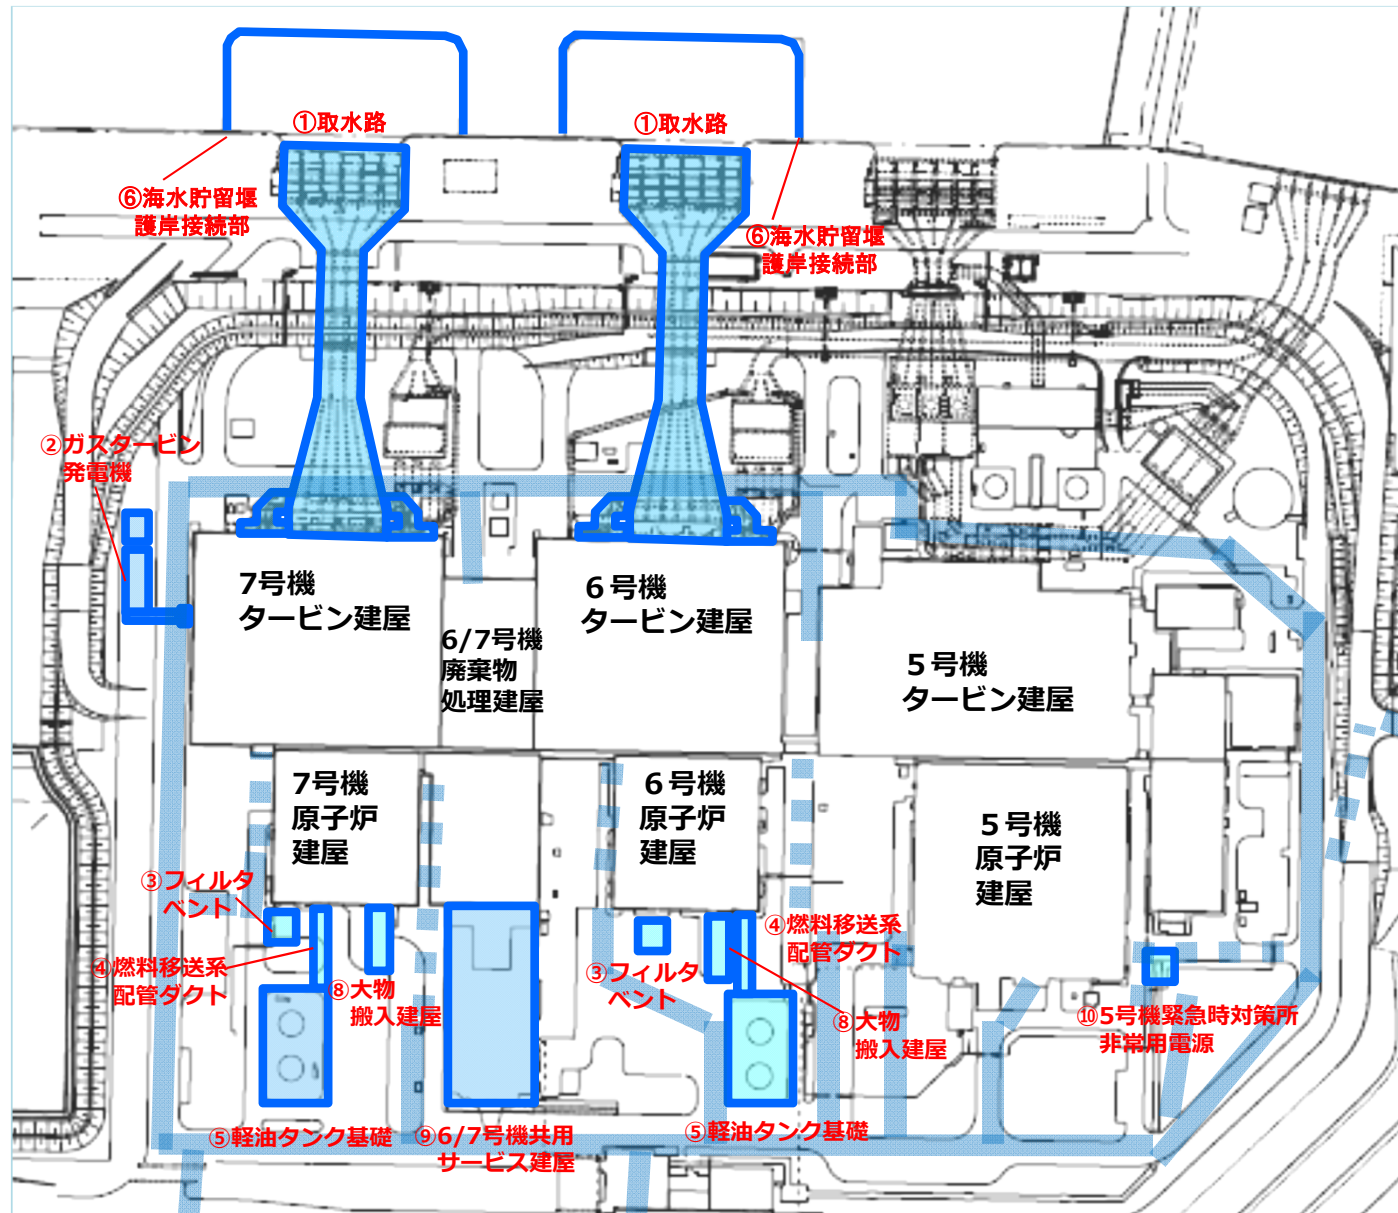 ①取水路
①取水路
⑥海水貯留堰
護岸接続部
⑥海水貯留堰
護岸接続部
②ガスタービン
発電機
7号機
タービン建屋
6/7号機
廃棄物
処理建屋
6号機
タービン建屋
5号機
タービン建屋
7号機
原子炉
建屋
6号機
原子炉
建屋
5号機
原子炉
建屋
③フィルタ
ベント
④燃料移送系
配管ダクト
⑧大物
搬入建屋
③フィルタ
ベント
④燃料移送系
配管ダクト
⑧大物
搬入建屋
⑩5号機緊急時対策所
非常用電源
⑤軽油タンク基礎
⑨6/7号機共用
サービス建屋
⑤軽油タンク基礎